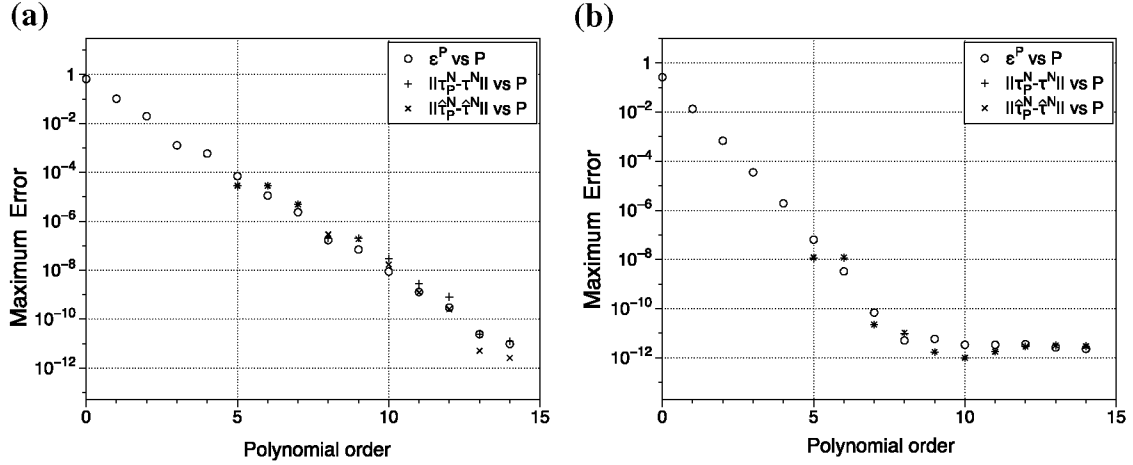 (a)
ε^P vs P
||τ_P^N-τ^N|| vs P
||τ̂_P^N-τ̂^N|| vs P
1
10^-2
10^-4
10^-6
10^-8
10^-10
10^-12
Maximum Error
0 5 10 15
Polynomial order
(b)
ε^P vs P
||τ_P^N-τ^N|| vs P
||τ̂_P^N-τ̂^N|| vs P
1
10^-2
10^-4
10^-6
10^-8
10^-10
10^-12
Maximum Error
0 5 10 15
Polynomial order